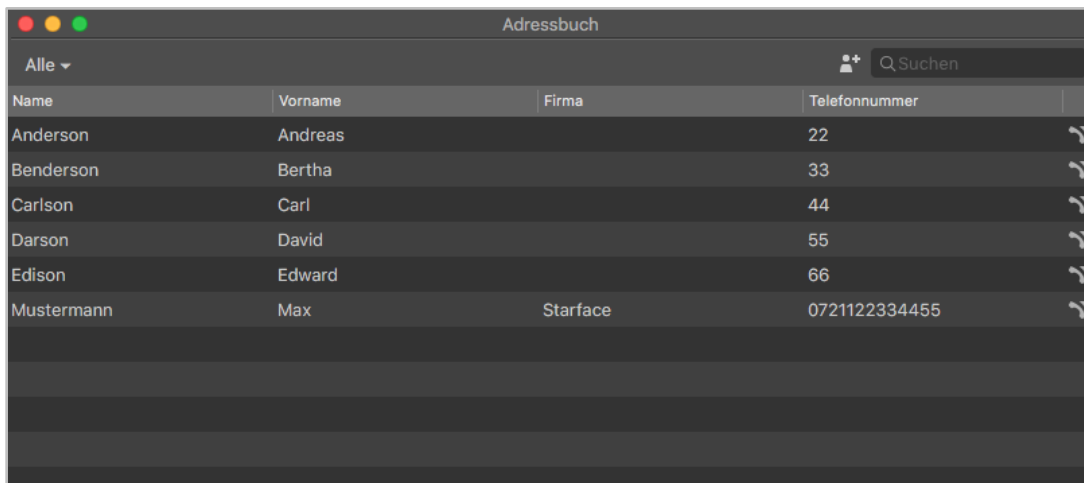 Adressbuch
Alle Suchen
Name Vorname Firma Telefonnummer
Anderson Andreas 22
Benderson Bertha 33
Carlson Carl 44
Darson David 55
Edison Edward 66
Mustermann Max Starface 0721122334455